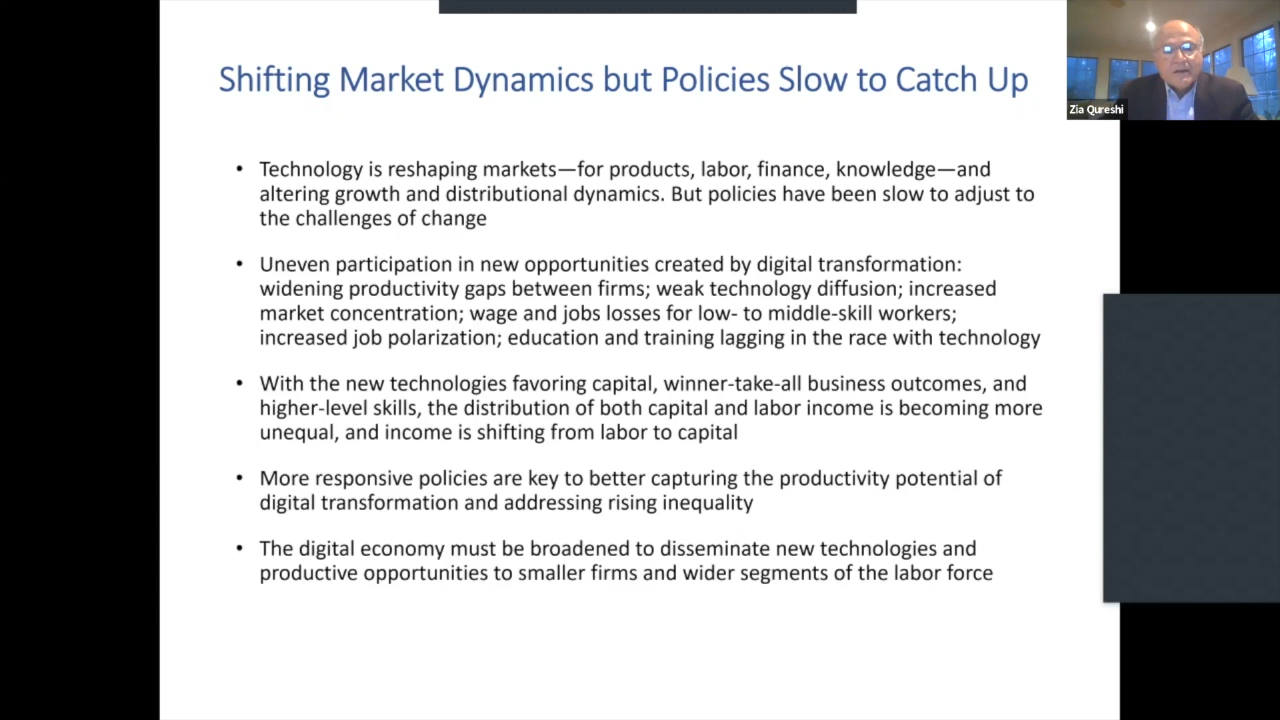 Shifting Market Dynamics but Policies Slow to Catch Up
Zia Qureshi
• Technology is reshaping markets—for products, labor, finance, knowledge—and
altering growth and distributional dynamics. But policies have been slow to adjust to
the challenges of change
• Uneven participation in new opportunities created by digital transformation:
widening productivity gaps between firms; weak technology diffusion; increased
market concentration; wage and jobs losses for low- to middle-skill workers;
increased job polarization; education and training lagging in the race with technology
• With the new technologies favoring capital, winner-take-all business outcomes, and
higher-level skills, the distribution of both capital and labor income is becoming more
unequal, and income is shifting from labor to capital
• More responsive policies are key to better capturing the productivity potential of
digital transformation and addressing rising inequality
• The digital economy must be broadened to disseminate new technologies and
productive opportunities to smaller firms and wider segments of the labor force